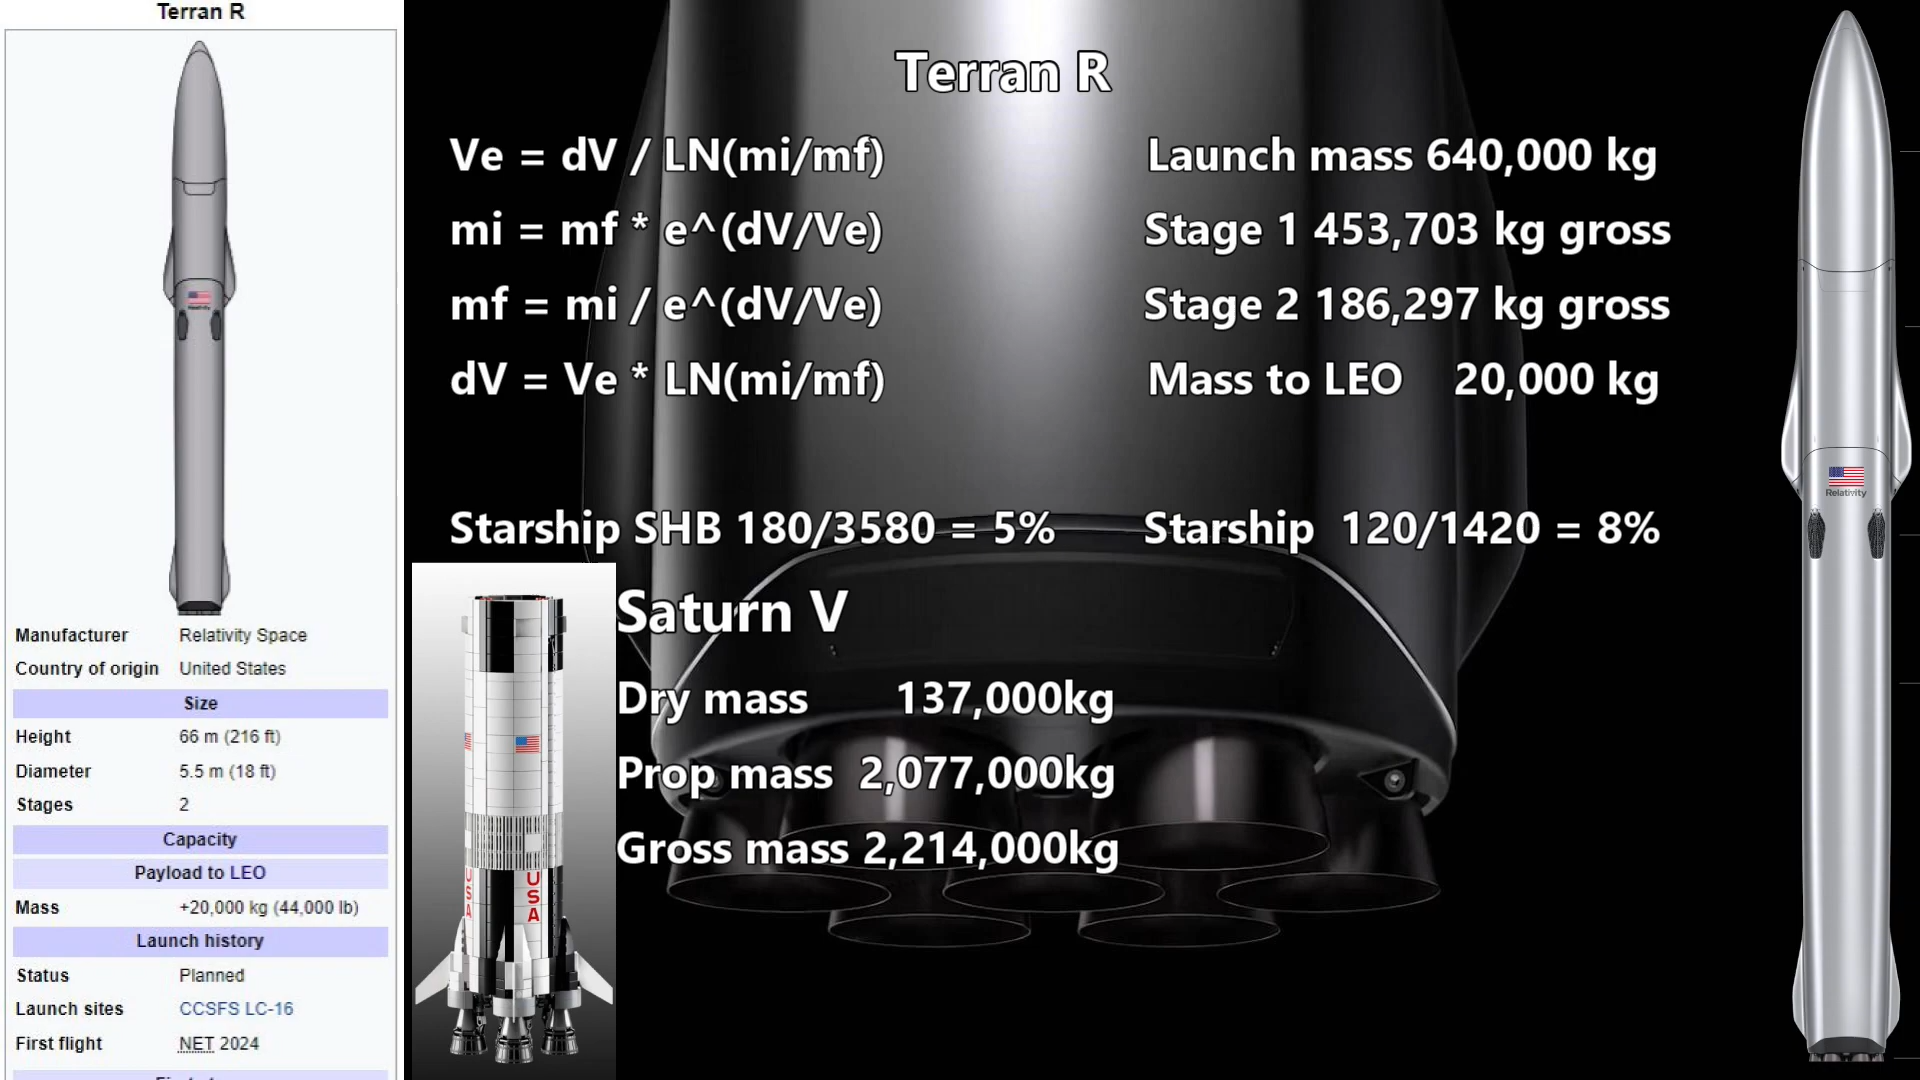 Terran R
Relativity
Manufacturer Relativity Space
Country of origin United States
Size
Height 66 m (216 ft)
Diameter 5.5 m (18 ft)
Stages 2
Capacity
Payload to LEO
Mass +20,000 kg (44,000 lb)
Launch history
Status Planned
Launch sites CCSFS LC-16
First flight NET 2024
Terran R
Ve = dV / LN(mi/mf)
mi = mf * e^(dV/Ve)
mf = mi / e^(dV/Ve)
dV = Ve * LN(mi/mf)
Launch mass 640,000 kg
Stage 1 453,703 kg gross
Stage 2 186,297 kg gross
Mass to LEO 20,000 kg
Starship SHB 180/3580 = 5%
Starship 120/1420 = 8%
Saturn V
Dry mass 137,000kg
Prop mass 2,077,000kg
Gross mass 2,214,000kg
USA
USA
Relativity